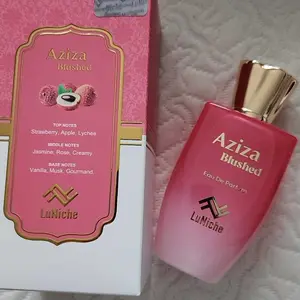 Aziza
Blushed
TOP NOTES
Strawberry, Apple, Lychee
MIDDLE NOTES
Jasmine, Rose, Creamy
BASE NOTES
Vanilla, Musk, Gourmand
LuNiche
Aziza
Blushed
Eau De Parfum
LuNiche